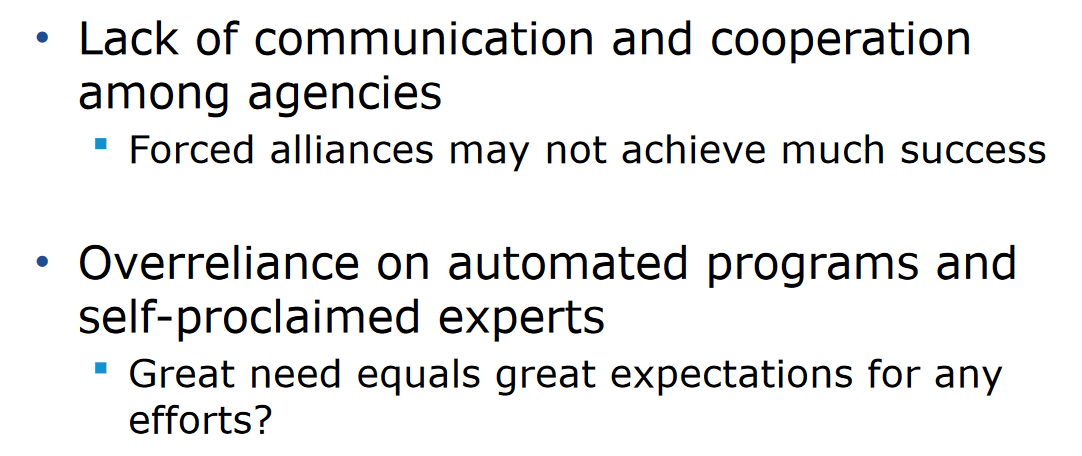 • Lack of communication and cooperation
among agencies
▪ Forced alliances may not achieve much success
• Overreliance on automated programs and
self-proclaimed experts
▪ Great need equals great expectations for any
efforts?